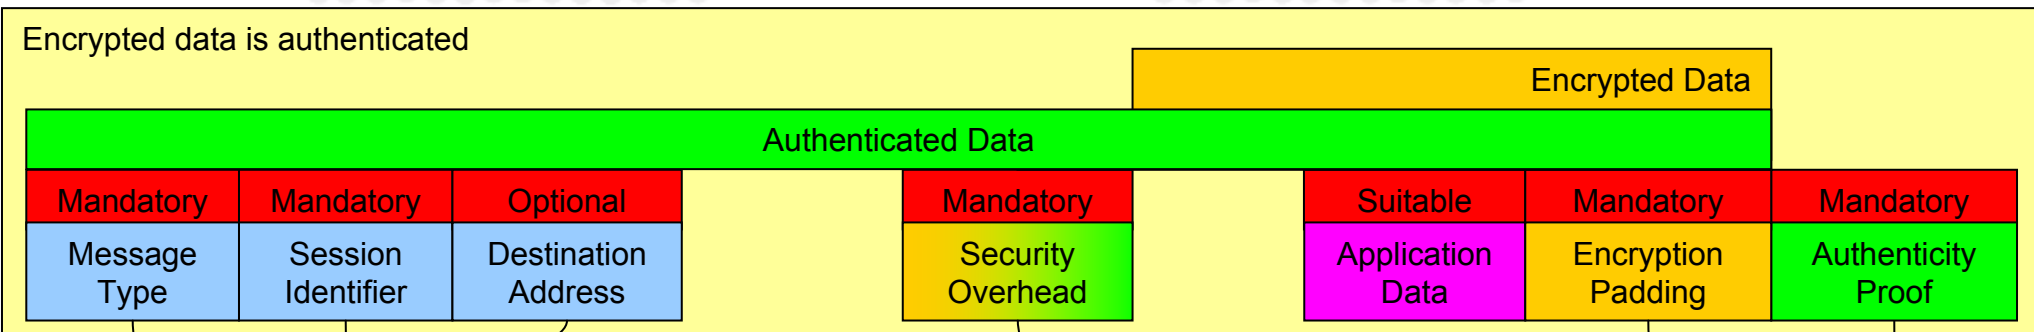 Encrypted data is authenticated
Encrypted Data
Authenticated Data
Mandatory Mandatory Optional Mandatory Suitable Mandatory Mandatory
Message Session Destination Security Application Encryption Authenticity
Type Identifier Address Overhead Data Padding Proof